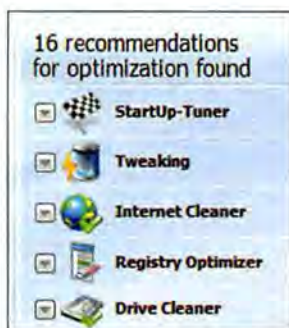 16 recommendations
for optimization found
StartUp-Tuner
Tweaking
Internet Cleaner
Registry Optimizer
Drive Cleaner